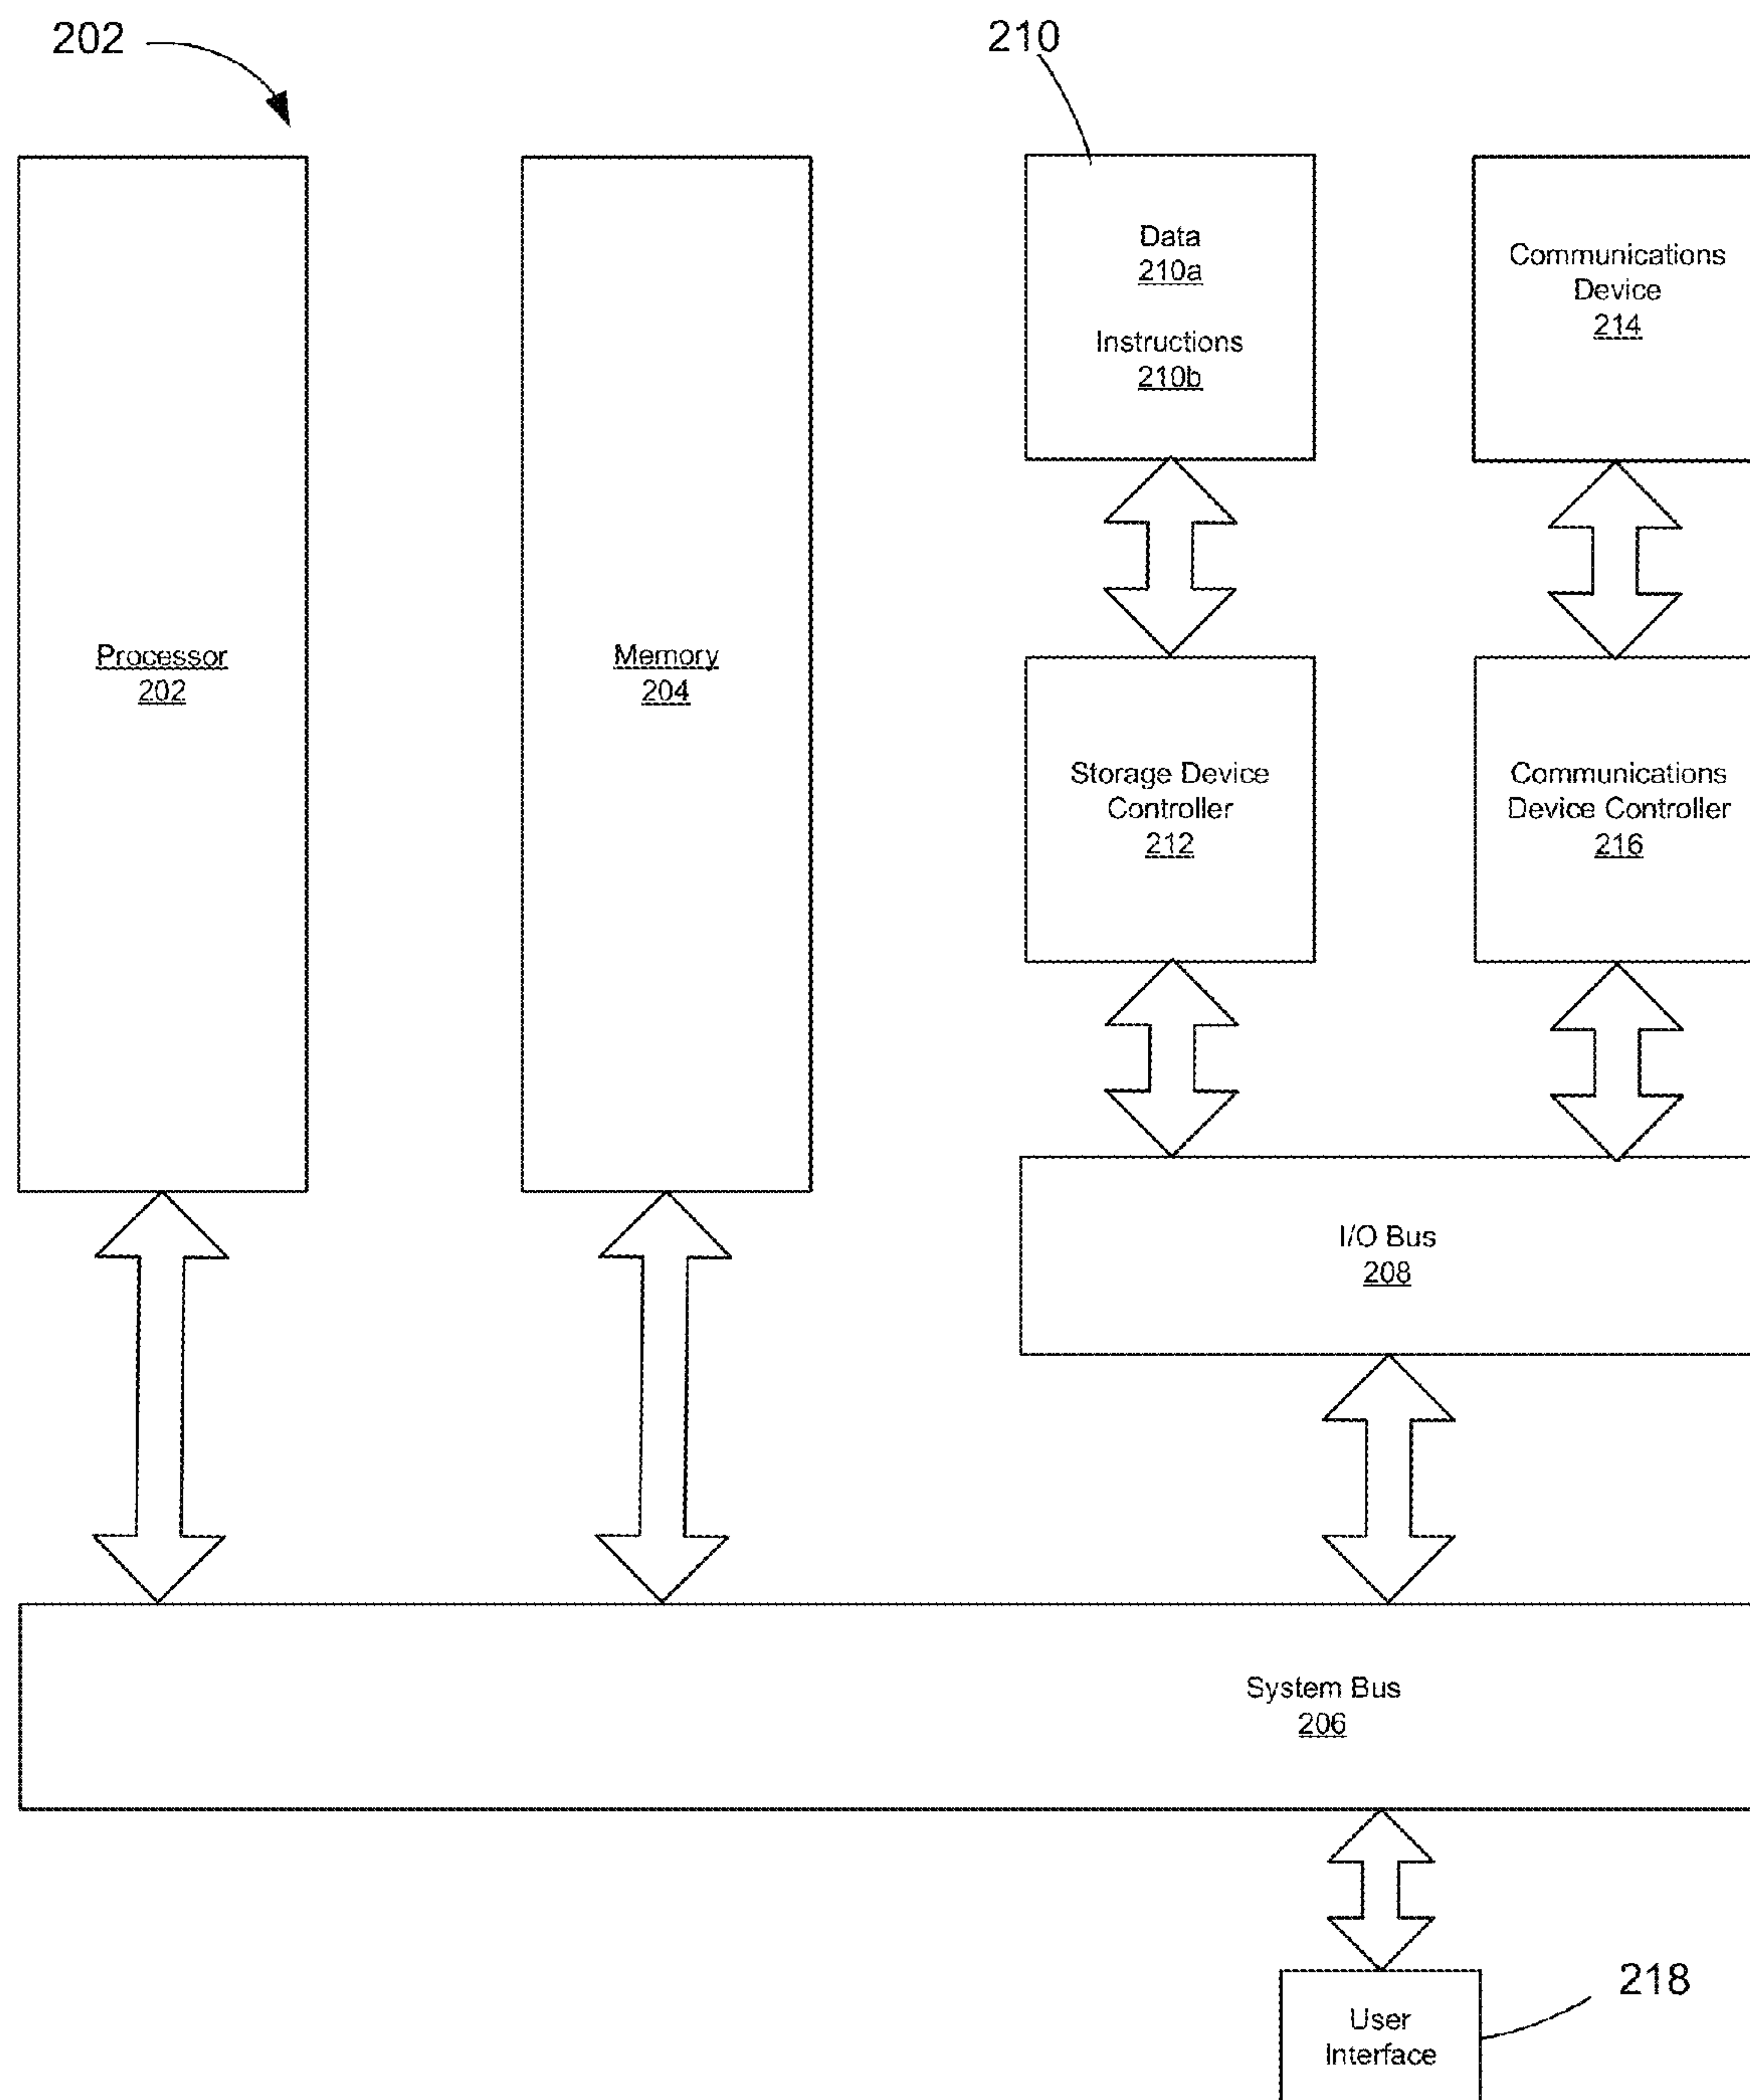 202
210
Processor
202
Memory
204
Data
210a
Instructions
210b
Communications
Device
214
Storage Device
Controller
212
Communications
Device Controller
216
I/O Bus
208
System Bus
206
User
Interface
218